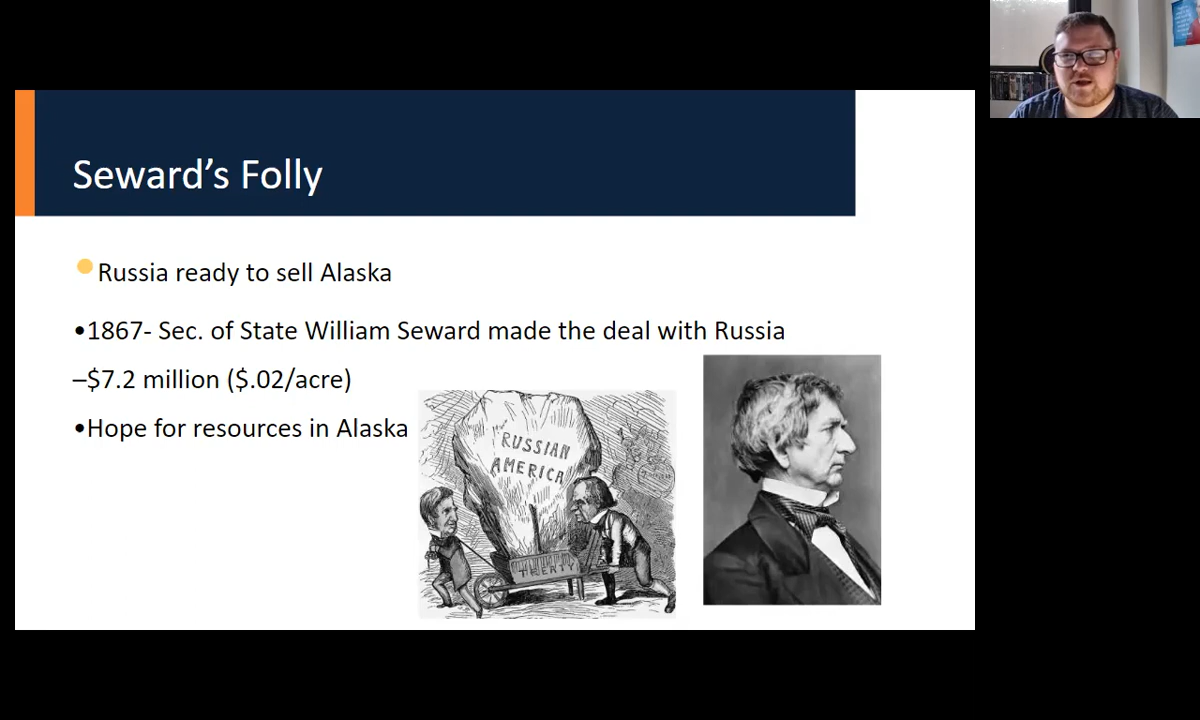 Seward’s Folly
Russia ready to sell Alaska
•1867- Sec. of State William Seward made the deal with Russia
–$7.2 million ($.02/acre)
•Hope for resources in Alaska
RUSSIAN
AMERICA
TREATY